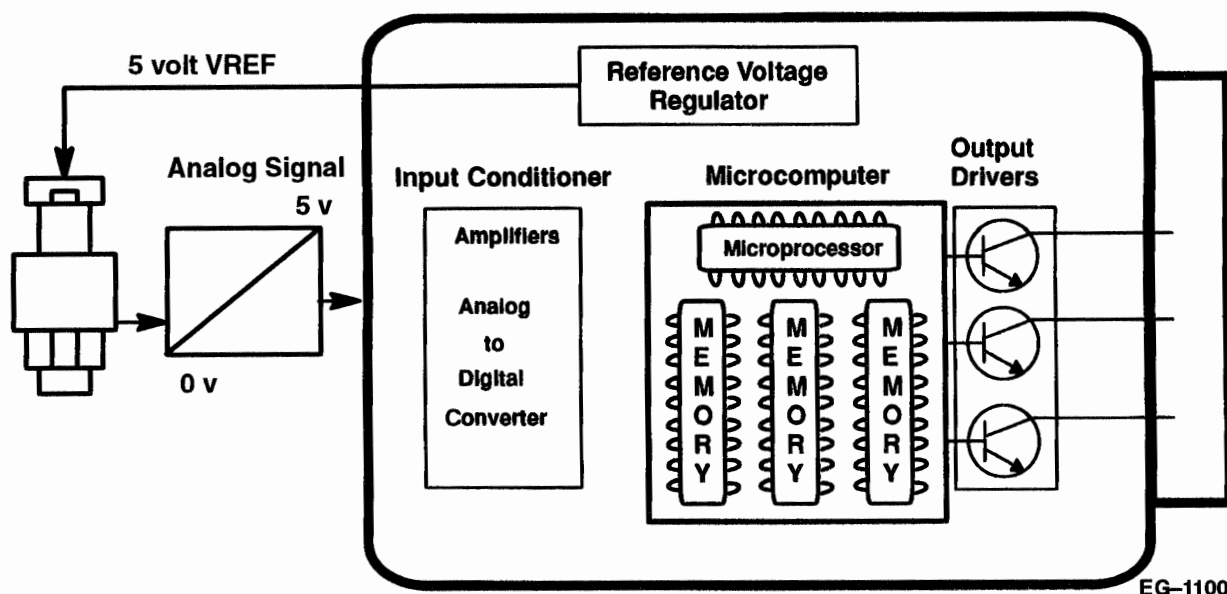 5 volt VREF
Reference Voltage
Regulator
Analog Signal
5 v
0 v
Input Conditioner
Amplifiers
Analog
to
Digital
Converter
Microcomputer
Microprocessor
MEMORY
MEMORY
MEMORY
Output
Drivers
EG–1100